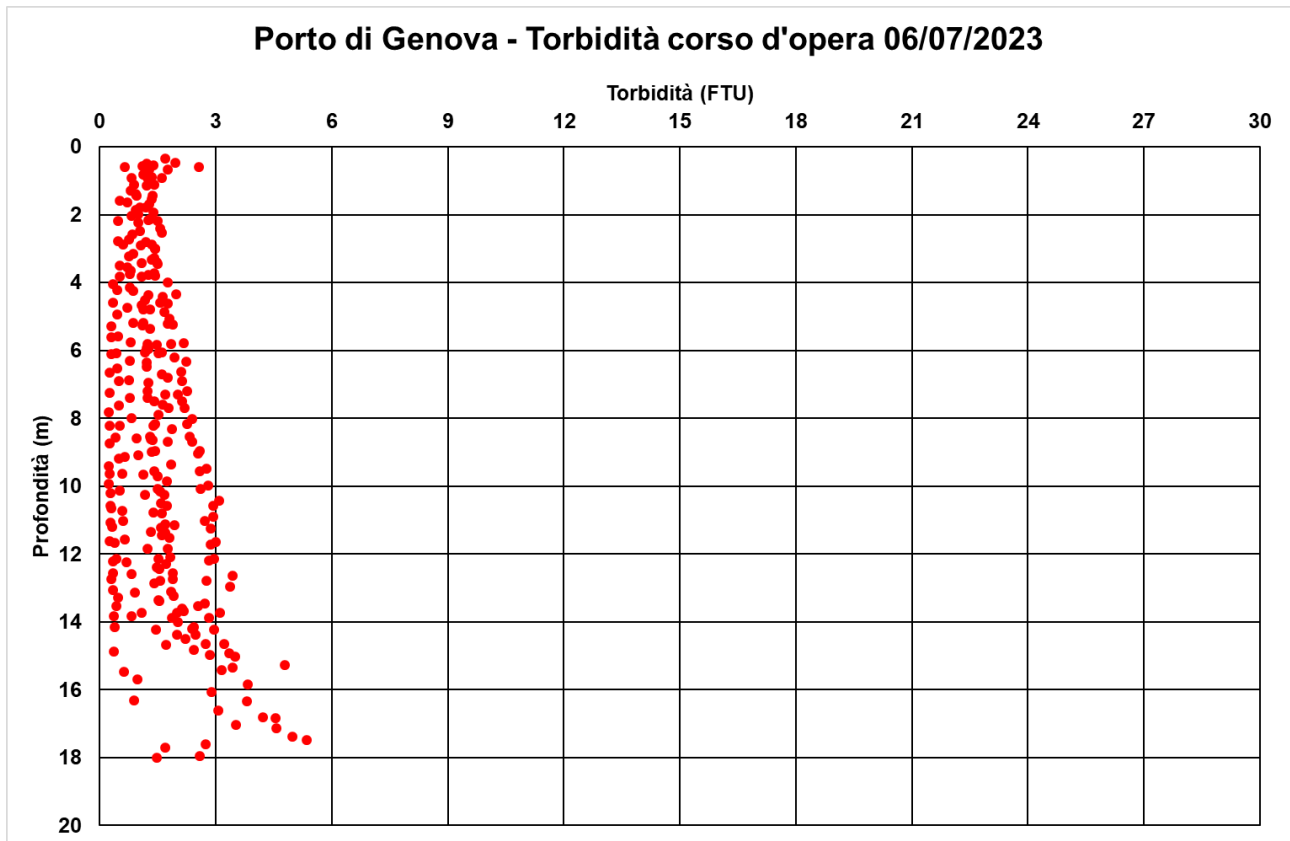 Porto di Genova - Torbidità corso d'opera 06/07/2023
Torbidità (FTU)
0 3 6 9 12 15 18 21 24 27 30
0
2
4
6
8
10
12
14
16
18
20
Profondità (m)